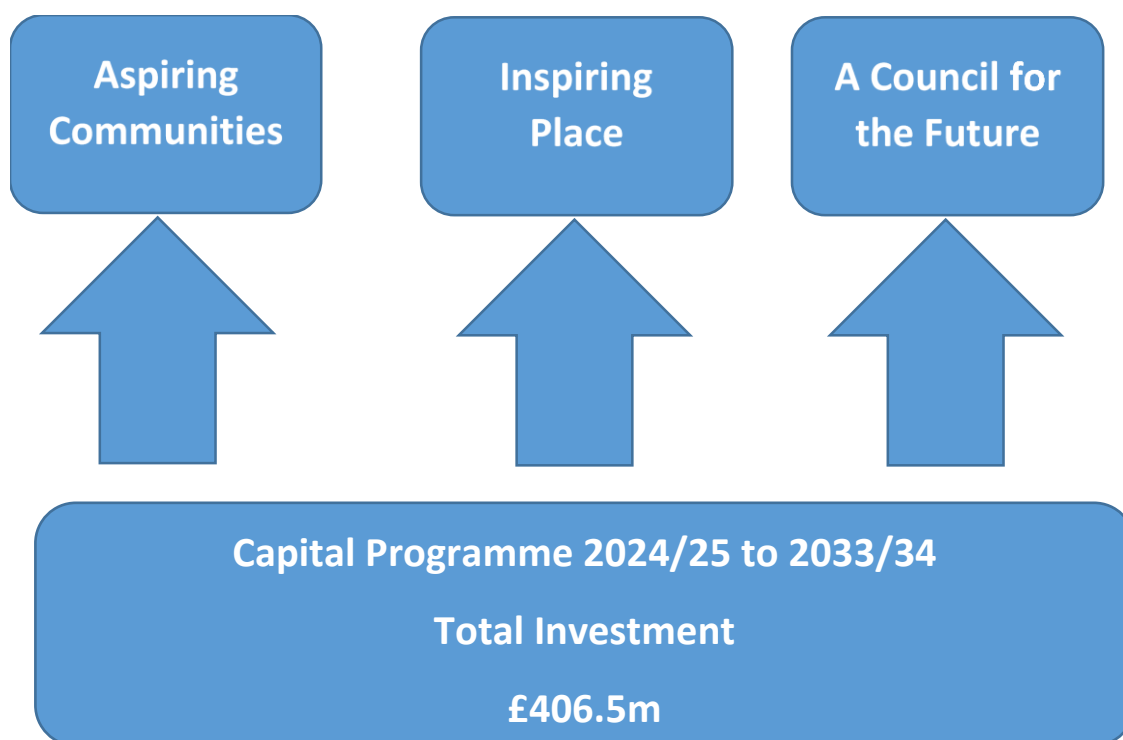 Aspiring
Communities
Inspiring
Place
A Council for
the Future
Capital Programme 2024/25 to 2033/34
Total Investment
£406.5m